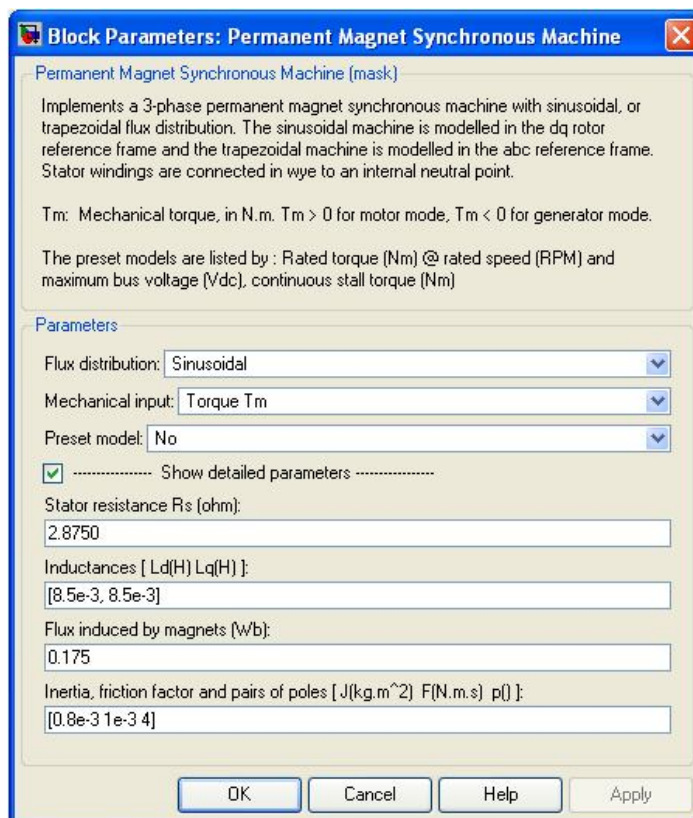 Block Parameters: Permanent Magnet Synchronous Machine
Permanent Magnet Synchronous Machine (mask)
Implements a 3-phase permanent magnet synchronous machine with sinusoidal, or
trapezoidal flux distribution. The sinusoidal machine is modelled in the dq rotor
reference frame and the trapezoidal machine is modelled in the abc reference frame.
Stator windings are connected in wye to an internal neutral point.
Tm: Mechanical torque, in N.m. Tm > 0 for motor mode, Tm < 0 for generator mode.
The preset models are listed by : Rated torque (Nm) @ rated speed (RPM) and
maximum bus voltage (Vdc), continuous stall torque (Nm)
Parameters
Flux distribution: Sinusoidal
Mechanical input: Torque Tm
Preset model: No
---------------- Show detailed parameters ----------------
Stator resistance Rs (ohm):
2.8750
Inductances [ Ld(H) Lq(H) ]:
[8.5e-3, 8.5e-3]
Flux induced by magnets (Wb):
0.175
Inertia, friction factor and pairs of poles [ J(kg.m^2)  F(N.m.s)  p() ]:
[0.8e-3 1e-3 4]
OK Cancel Help Apply